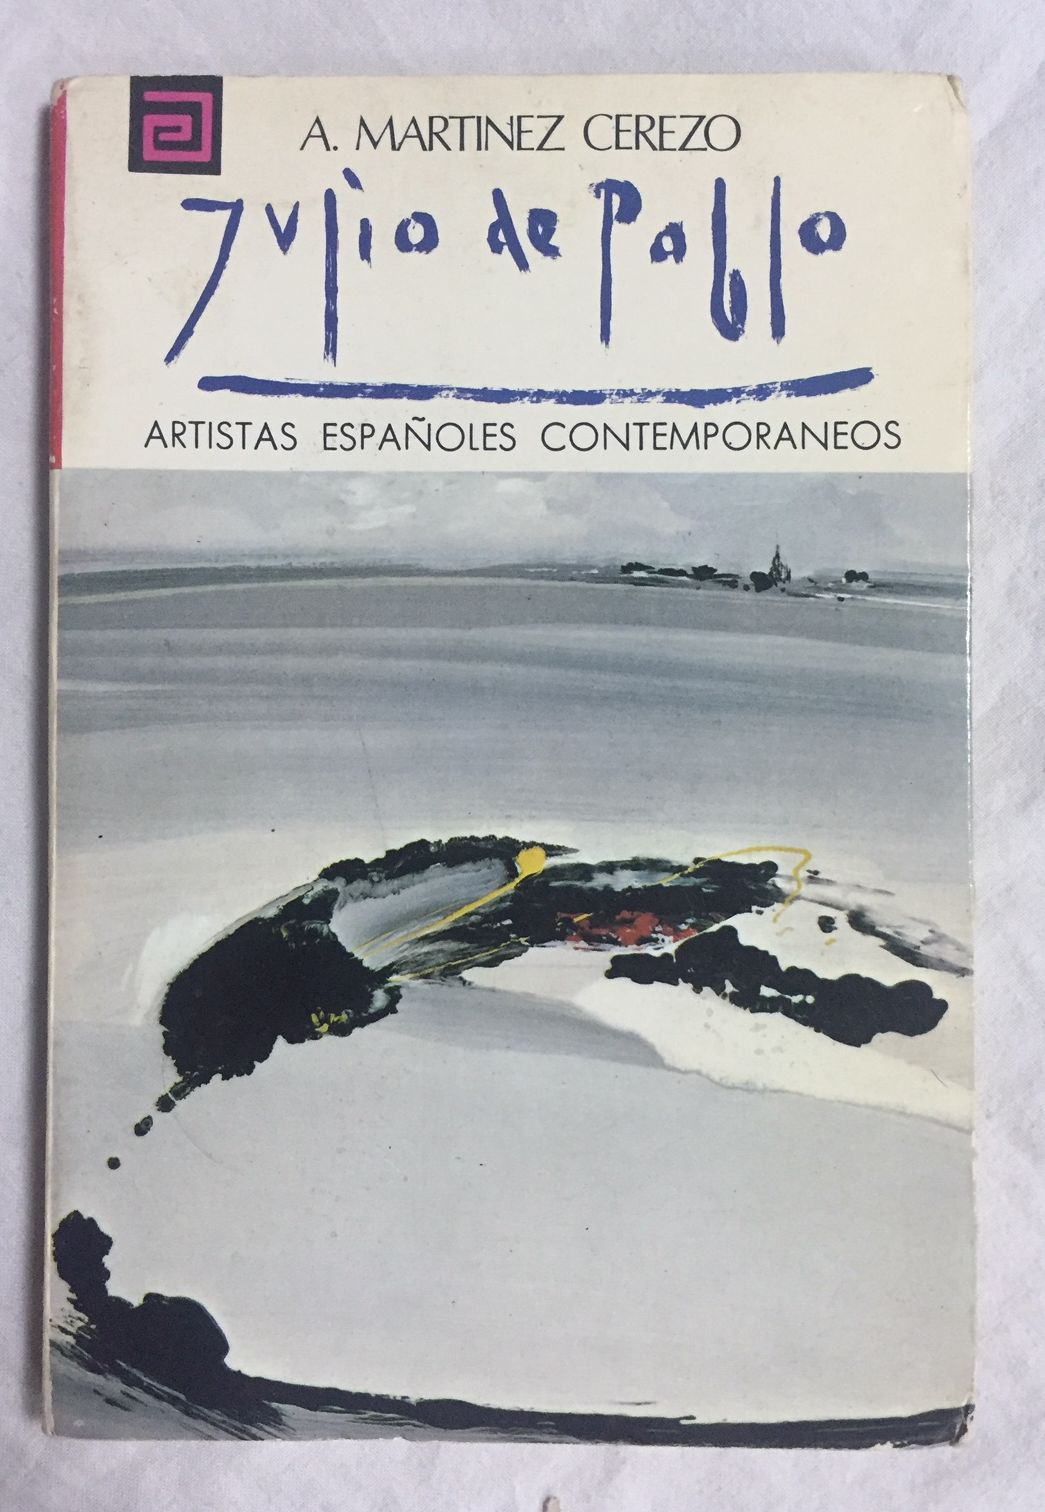 A. MARTINEZ CEREZO
Julio de Pablo
ARTISTAS ESPAÑOLES CONTEMPORANEOS